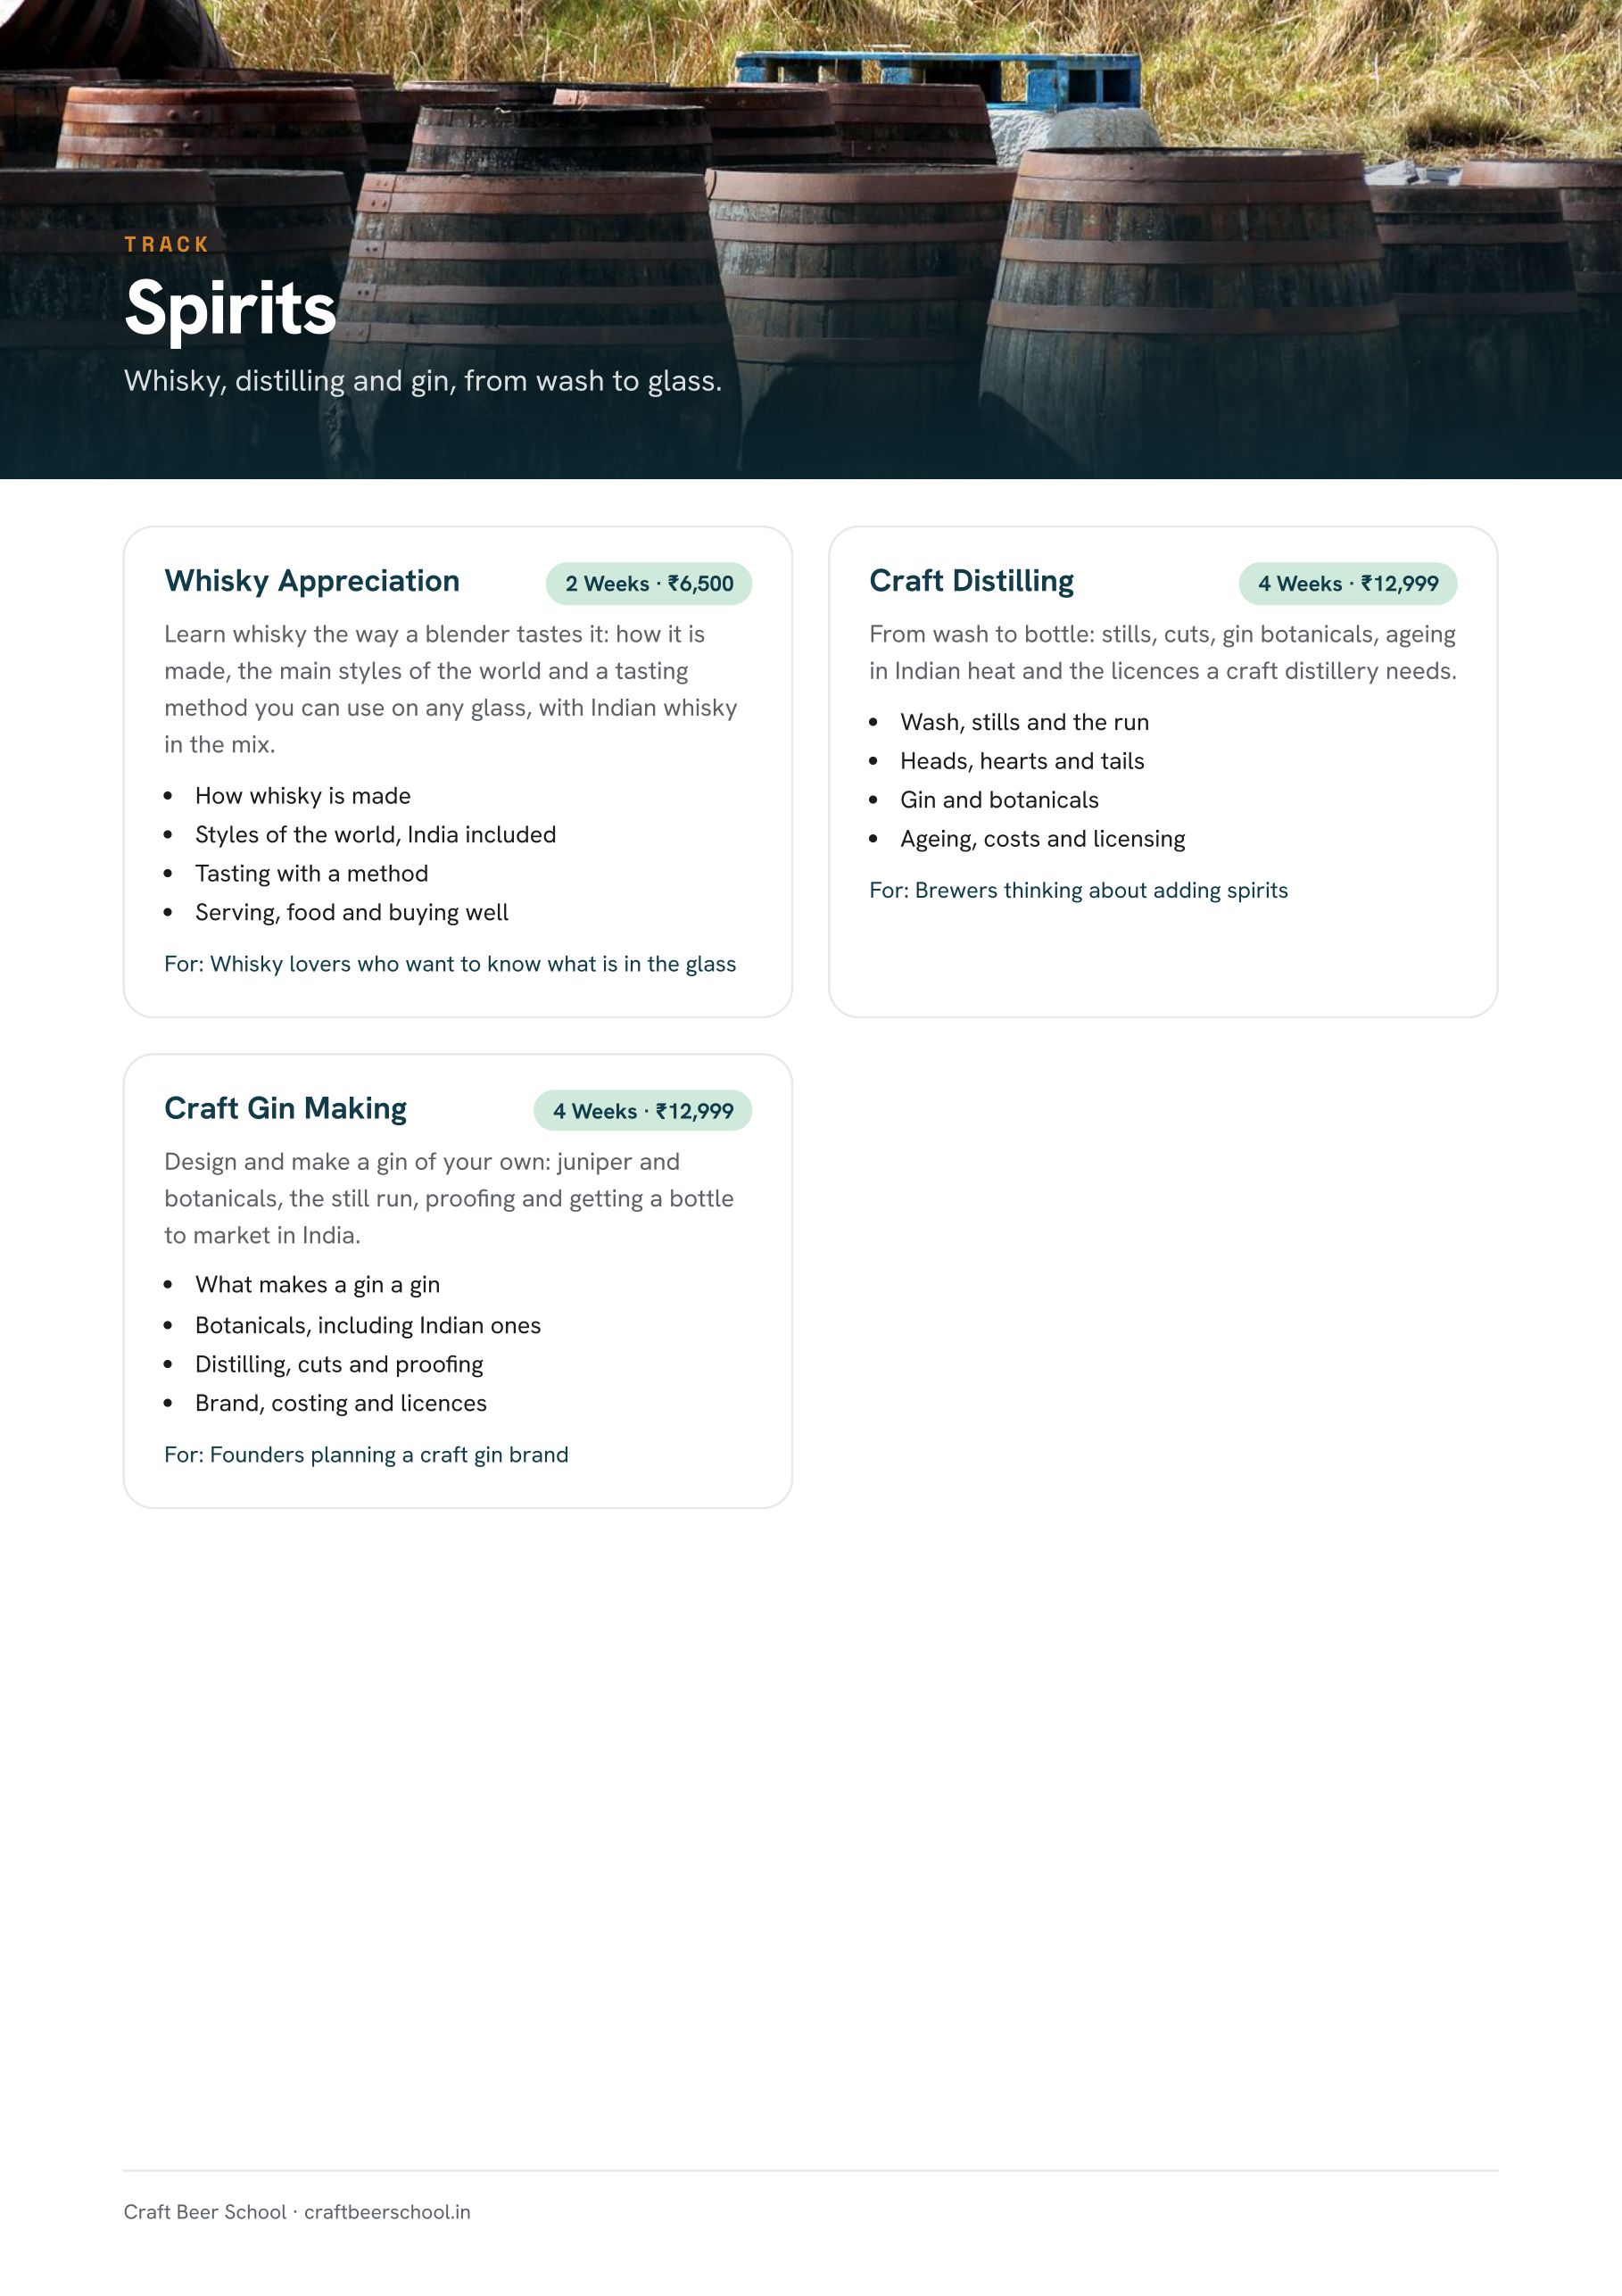 TRACK
Spirits
Whisky, distilling and gin, from wash to glass.
Whisky Appreciation
2 Weeks · ₹6,500
Learn whisky the way a blender tastes it: how it is
made, the main styles of the world and a tasting
method you can use on any glass, with Indian whisky
in the mix.
• How whisky is made
• Styles of the world, India included
• Tasting with a method
• Serving, food and buying well
For: Whisky lovers who want to know what is in the glass
Craft Distilling
4 Weeks · ₹12,999
From wash to bottle: stills, cuts, gin botanicals, ageing
in Indian heat and the licences a craft distillery needs.
• Wash, stills and the run
• Heads, hearts and tails
• Gin and botanicals
• Ageing, costs and licensing
For: Brewers thinking about adding spirits
Craft Gin Making
4 Weeks · ₹12,999
Design and make a gin of your own: juniper and
botanicals, the still run, proofing and getting a bottle
to market in India.
• What makes a gin a gin
• Botanicals, including Indian ones
• Distilling, cuts and proofing
• Brand, costing and licences
For: Founders planning a craft gin brand
Craft Beer School · craftbeerschool.in